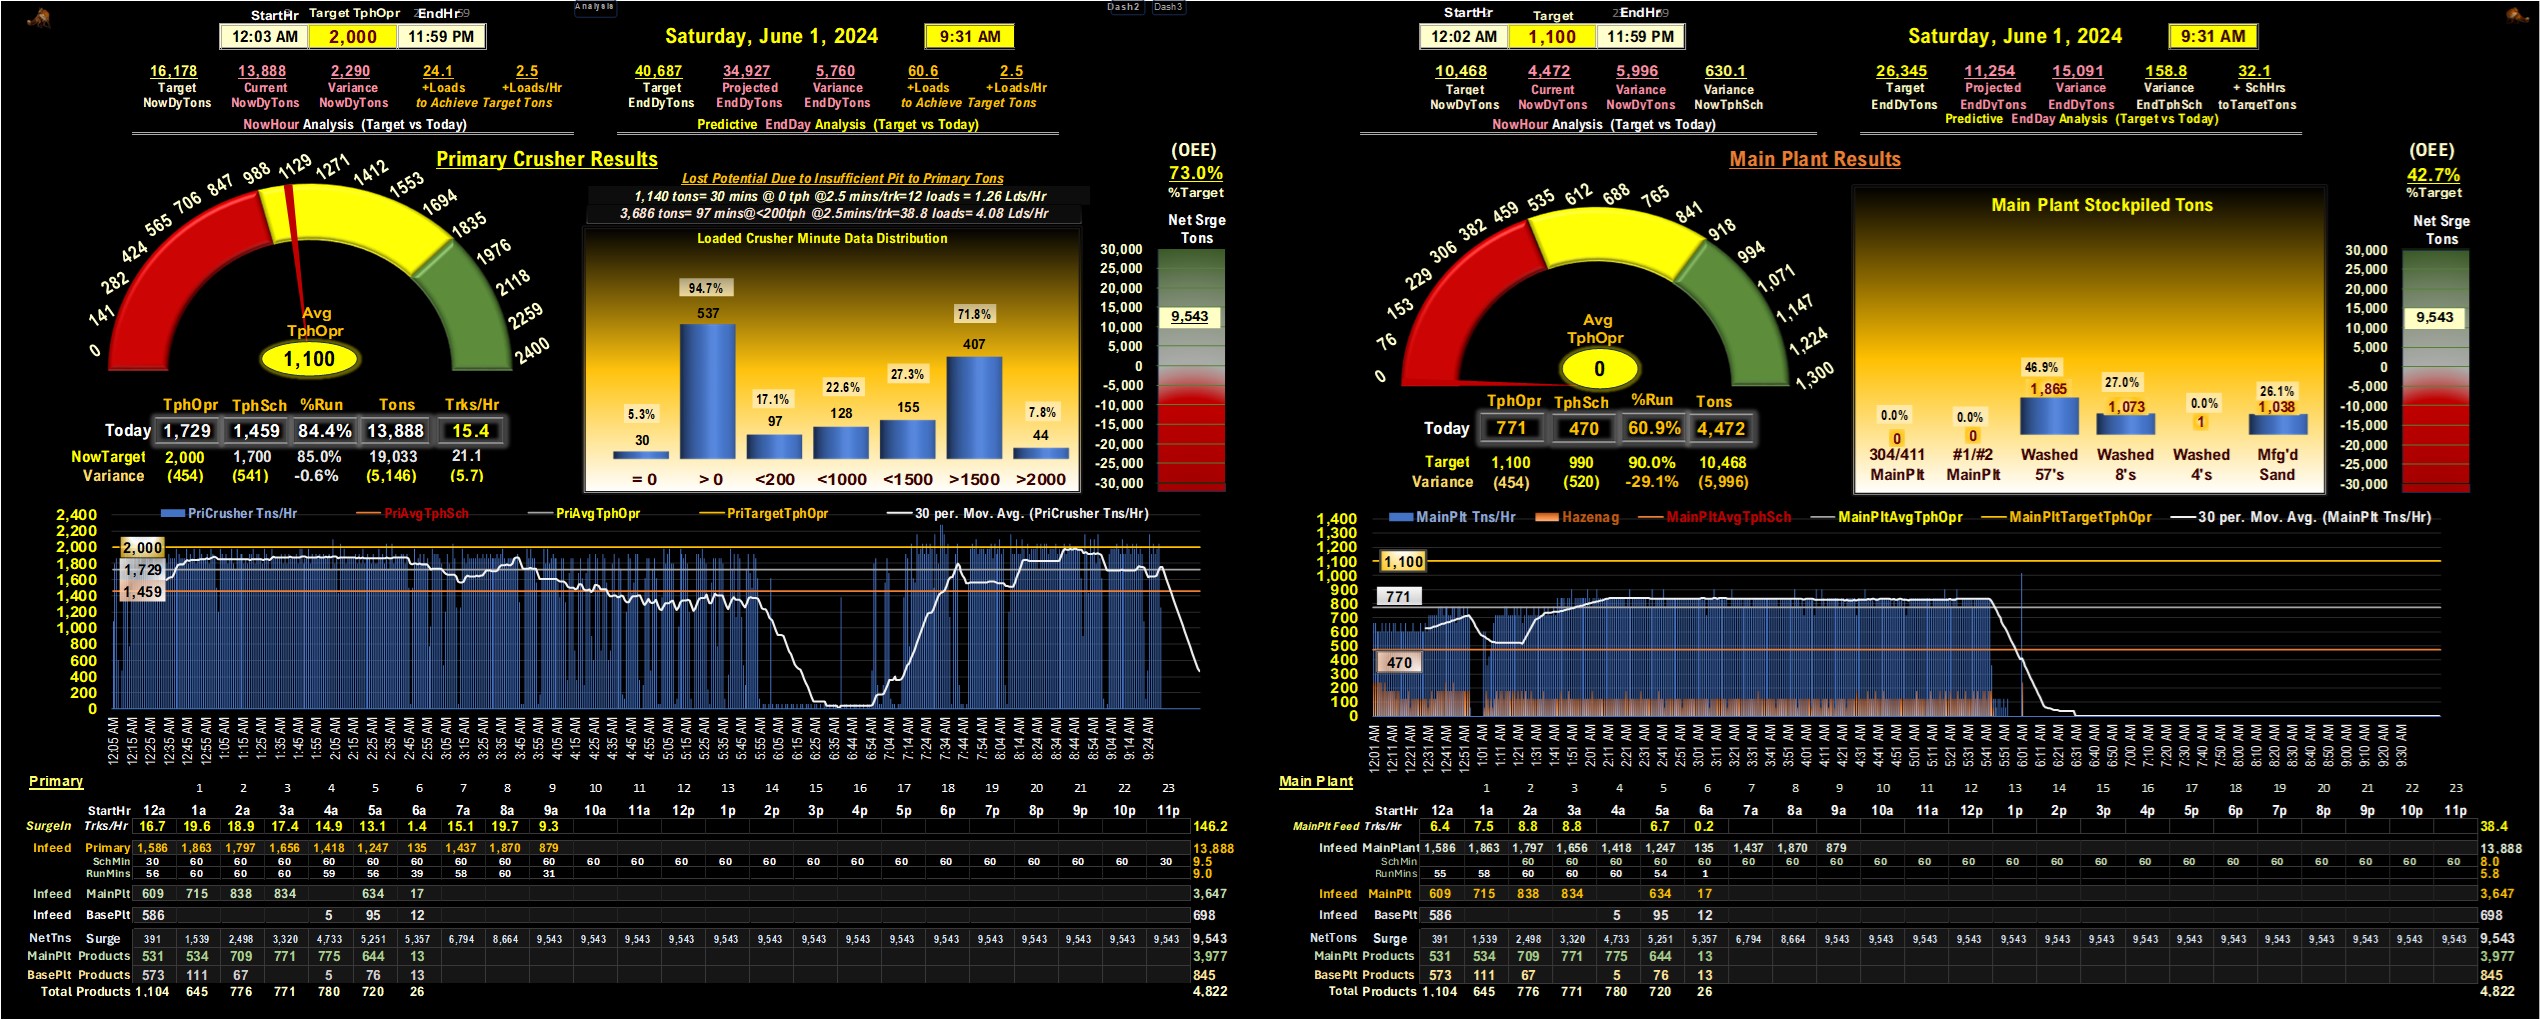 Analysis
Dash2 Dash3
StartHr Target TphOpr EndHr
12:03 AM 2,000 11:59 PM
Saturday, June 1, 2024 9:31 AM
16,178 13,888 2,290 24.1 2.5
Target Current Variance +Loads +Loads/Hr
NowDyTons NowDyTons NowDyTons to Achieve Target Tons
NowHour Analysis (Target vs Today)
40,687 34,927 5,760 60.6 2.5
Target Projected Variance +Loads +Loads/Hr
EndDyTons EndDyTons EndDyTons to Achieve Target Tons
Predictive EndDay Analysis (Target vs Today)
Primary Crusher Results
Lost Potential Due to Insufficient Pit to Primary Tons
1,140 tons= 30 mins @ 0 tph @2.5 mins/trk=12 loads = 1.26 Lds/Hr
3,686 tons= 97 mins@<200tph @2.5mins/trk=38.8 loads= 4.08 Lds/Hr
(OEE)
73.0%
%Target
Net Srge
Tons
0 141 282 424 565 706 847 988 1129 1271 1412 1553 1694 1835 1976 2118 2259 2400
Avg
TphOpr
1,100
Loaded Crusher Minute Data Distribution
5.3% 94.7% 17.1% 22.6% 27.3% 71.8% 7.8%
30 537 97 128 155 407 44
= 0 > 0 <200 <1000 <1500 >1500 >2000
30,000
25,000
20,000
15,000
9,543
10,000
5,000
0
-5,000
-10,000
-15,000
-20,000
-25,000
-30,000
TphOpr TphSch %Run Tons Trks/Hr
Today 1,729 1,459 84.4% 13,888 15.4
NowTarget 2,000 1,700 85.0% 19,033 21.1
Variance (454) (541) -0.6% (5,146) (5.7)
PriCrusher Tns/Hr PriAvgTphSch PriAvgTphOpr PriTargetTphOpr 30 per. Mov. Avg. (PriCrusher Tns/Hr)
2,400
2,200
2,000
1,800
1,600
1,400
1,200
1,000
800
600
400
200
0
2,000
1,729
1,459
12:05 AM 12:15 AM 12:25 AM 12:35 AM 12:45 AM 12:55 AM 1:05 AM 1:15 AM 1:25 AM 1:35 AM 1:45 AM 1:55 AM 2:05 AM 2:15 AM 2:25 AM 2:35 AM 2:45 AM 2:55 AM 3:05 AM 3:15 AM 3:25 AM 3:35 AM 3:45 AM 3:55 AM 4:05 AM 4:15 AM 4:25 AM 4:35 AM 4:45 AM 4:55 AM 5:05 AM 5:15 AM 5:25 AM 5:35 AM 5:45 AM 5:55 AM 6:05 AM 6:15 AM 6:25 AM 6:35 AM 6:44 AM 6:54 AM 7:04 AM 7:14 AM 7:24 AM 7:34 AM 7:44 AM 7:54 AM 8:04 AM 8:14 AM 8:24 AM 8:34 AM 8:44 AM 8:54 AM 9:04 AM 9:14 AM 9:24 AM
Primary
1 2 3 4 5 6 7 8 9 10 11 12 13 14 15 16 17 18 19 20 21 22 23
StartHr 12a 1a 2a 3a 4a 5a 6a 7a 8a 9a 10a 11a 12p 1p 2p 3p 4p 5p 6p 7p 8p 9p 10p 11p
SurgeIn Trks/Hr 16.7 19.6 18.9 17.4 14.9 13.1 1.4 15.1 19.7 9.3 146.2
Infeed Primary 1,586 1,863 1,797 1,656 1,418 1,247 135 1,437 1,870 879 13,888
SchMin 30 60 60 60 60 60 60 60 60 60 60 60 60 60 60 60 60 60 60 60 60 60 60 30 9.5
RunMins 56 60 60 60 59 56 39 58 60 31 9.0
Infeed MainPlt 609 715 838 834 634 17 3,647
Infeed BasePlt 586 5 95 12 698
NetTns Surge 391 1,539 2,498 3,320 4,733 5,251 5,357 6,794 8,664 9,543 9,543 9,543 9,543 9,543 9,543 9,543 9,543 9,543 9,543 9,543 9,543 9,543 9,543 9,543 9,543
MainPlt Products 531 534 709 771 775 644 13 3,977
BasePlt Products 573 111 67 5 76 13 845
Total Products 1,104 645 776 771 780 720 26 4,822
StartHr Target EndHr
12:02 AM 1,100 11:59 PM
Saturday, June 1, 2024 9:31 AM
10,468 4,472 5,996 630.1
Target Current Variance Variance
NowDyTons NowDyTons NowDyTons NowTphSch
NowHour Analysis (Target vs Today)
26,345 11,254 15,091 158.8 32.1
Target Projected Variance Variance + SchHrs
EndDyTons EndDyTons EndDyTons EndTphSch toTargetTons
Predictive EndDay Analysis (Target vs Today)
Main Plant Results
(OEE)
42.7%
%Target
Net Srge
Tons
0 76 153 229 306 382 459 535 612 688 765 841 918 994 1,071 1,147 1,224 1,300
Avg
TphOpr
0
Main Plant Stockpiled Tons
0.0% 0.0% 46.9% 27.0% 0.0% 26.1%
0 0 1,865 1,073 1 1,038
304/411 #1/#2 Washed Washed Washed Mfg'd
MainPlt MainPlt 57's 8's 4's Sand
30,000
25,000
20,000
15,000
9,543
10,000
5,000
0
-5,000
-10,000
-15,000
-20,000
-25,000
-30,000
TphOpr TphSch %Run Tons
Today 771 470 60.9% 4,472
Target 1,100 990 90.0% 10,468
Variance (454) (520) -29.1% (5,996)
MainPlt Tns/Hr Hazenag MainPltAvgTphSch MainPltAvgTphOpr MainPltTargetTphOpr 30 per. Mov. Avg. (MainPlt Tns/Hr)
1,400
1,300
1,200
1,100
1,000
900
800
771
700
600
500
470
400
300
200
100
0
12:01 AM 12:11 AM 12:21 AM 12:31 AM 12:41 AM 12:51 AM 1:01 AM 1:11 AM 1:21 AM 1:31 AM 1:41 AM 1:51 AM 2:01 AM 2:11 AM 2:21 AM 2:31 AM 2:41 AM 2:51 AM 3:01 AM 3:11 AM 3:21 AM 3:31 AM 3:41 AM 3:51 AM 4:01 AM 4:11 AM 4:21 AM 4:31 AM 4:41 AM 4:51 AM 5:01 AM 5:11 AM 5:21 AM 5:31 AM 5:41 AM 5:51 AM 6:01 AM 6:11 AM 6:21 AM 6:31 AM 6:40 AM 6:50 AM 7:00 AM 7:10 AM 7:20 AM 7:30 AM 7:40 AM 7:50 AM 8:00 AM 8:10 AM 8:20 AM 8:30 AM 8:40 AM 8:50 AM 9:00 AM 9:10 AM 9:20 AM 9:30 AM
Main Plant
1 2 3 4 5 6 7 8 9 10 11 12 13 14 15 16 17 18 19 20 21 22 23
StartHr 12a 1a 2a 3a 4a 5a 6a 7a 8a 9a 10a 11a 12p 1p 2p 3p 4p 5p 6p 7p 8p 9p 10p 11p
MainPlt Feed Trks/Hr 6.4 7.5 8.8 8.8 6.7 0.2 38.4
Infeed MainPlant 1,586 1,863 1,797 1,656 1,418 1,247 135 1,437 1,870 879 13,888
SchMin 60 60 60 60 60 60 60 60 60 60 60 60 60 60 60 60 60 60 60 60 60 60 8.0
RunMins 55 58 60 60 60 54 1 5.8
Infeed MainPlt 609 715 838 834 634 17 3,647
Infeed BasePlt 586 5 95 12 698
NetTons Surge 391 1,539 2,498 3,320 4,733 5,251 5,357 6,794 8,664 9,543 9,543 9,543 9,543 9,543 9,543 9,543 9,543 9,543 9,543 9,543 9,543 9,543 9,543 9,543 9,543
MainPlt Products 531 534 709 771 775 644 13 3,977
BasePlt Products 573 111 67 5 76 13 845
Total Products 1,104 645 776 771 780 720 26 4,822